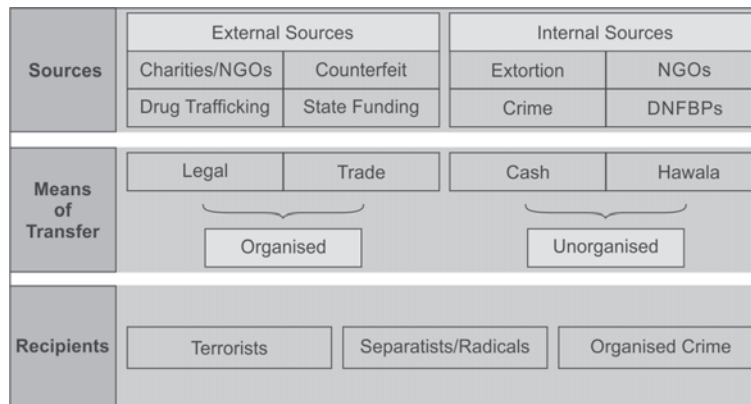 Sources
External Sources
Internal Sources
Charities/NGOs
Counterfeit
Extortion
NGOs
Drug Trafficking
State Funding
Crime
DNFBPs
Means
of
Transfer
Legal
Trade
Cash
Hawala
Organised
Unorganised
Recipients
Terrorists
Separatists/Radicals
Organised Crime